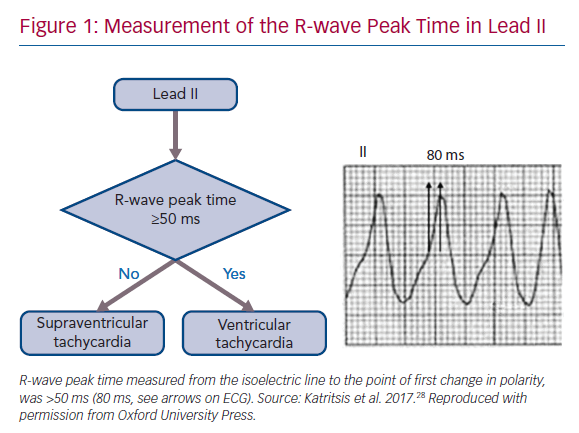 Figure 1: Measurement of the R-wave Peak Time in Lead II
Lead II
R-wave peak time
≥50 ms
No
Yes
Supraventricular
tachycardia
Ventricular
tachycardia
II
80 ms
R-wave peak time measured from the isoelectric line to the point of first change in polarity,
was >50 ms (80 ms, see arrows on ECG). Source: Katritsis et al. 2017.²⁸ Reproduced with
permission from Oxford University Press.